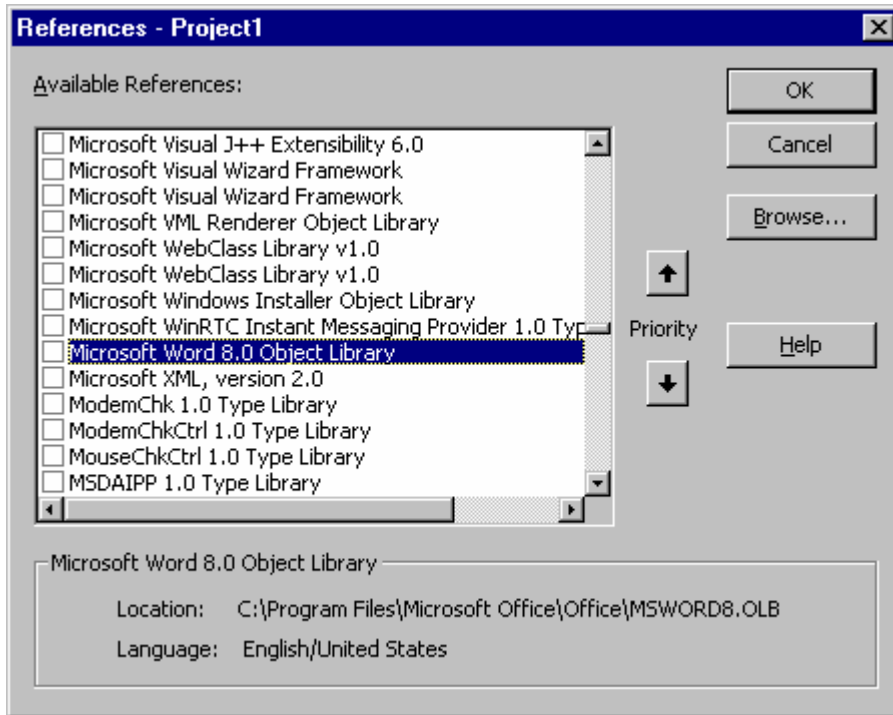 References - Project1
Available References:
OK
Microsoft Visual J++ Extensibility 6.0
Cancel
Microsoft Visual Wizard Framework
Microsoft Visual Wizard Framework
Browse...
Microsoft VML Renderer Object Library
Microsoft WebClass Library v1.0
Microsoft WebClass Library v1.0
Microsoft Windows Installer Object Library
Microsoft WinRTC Instant Messaging Provider 1.0 Typ
Priority
Help
Microsoft Word 8.0 Object Library
Microsoft XML, version 2.0
ModemChk 1.0 Type Library
ModemChkCtrl 1.0 Type Library
MouseChkCtrl 1.0 Type Library
MSDAIPP 1.0 Type Library
Microsoft Word 8.0 Object Library
Location: C:\Program Files\Microsoft Office\Office\MSWORD8.OLB
Language: English/United States